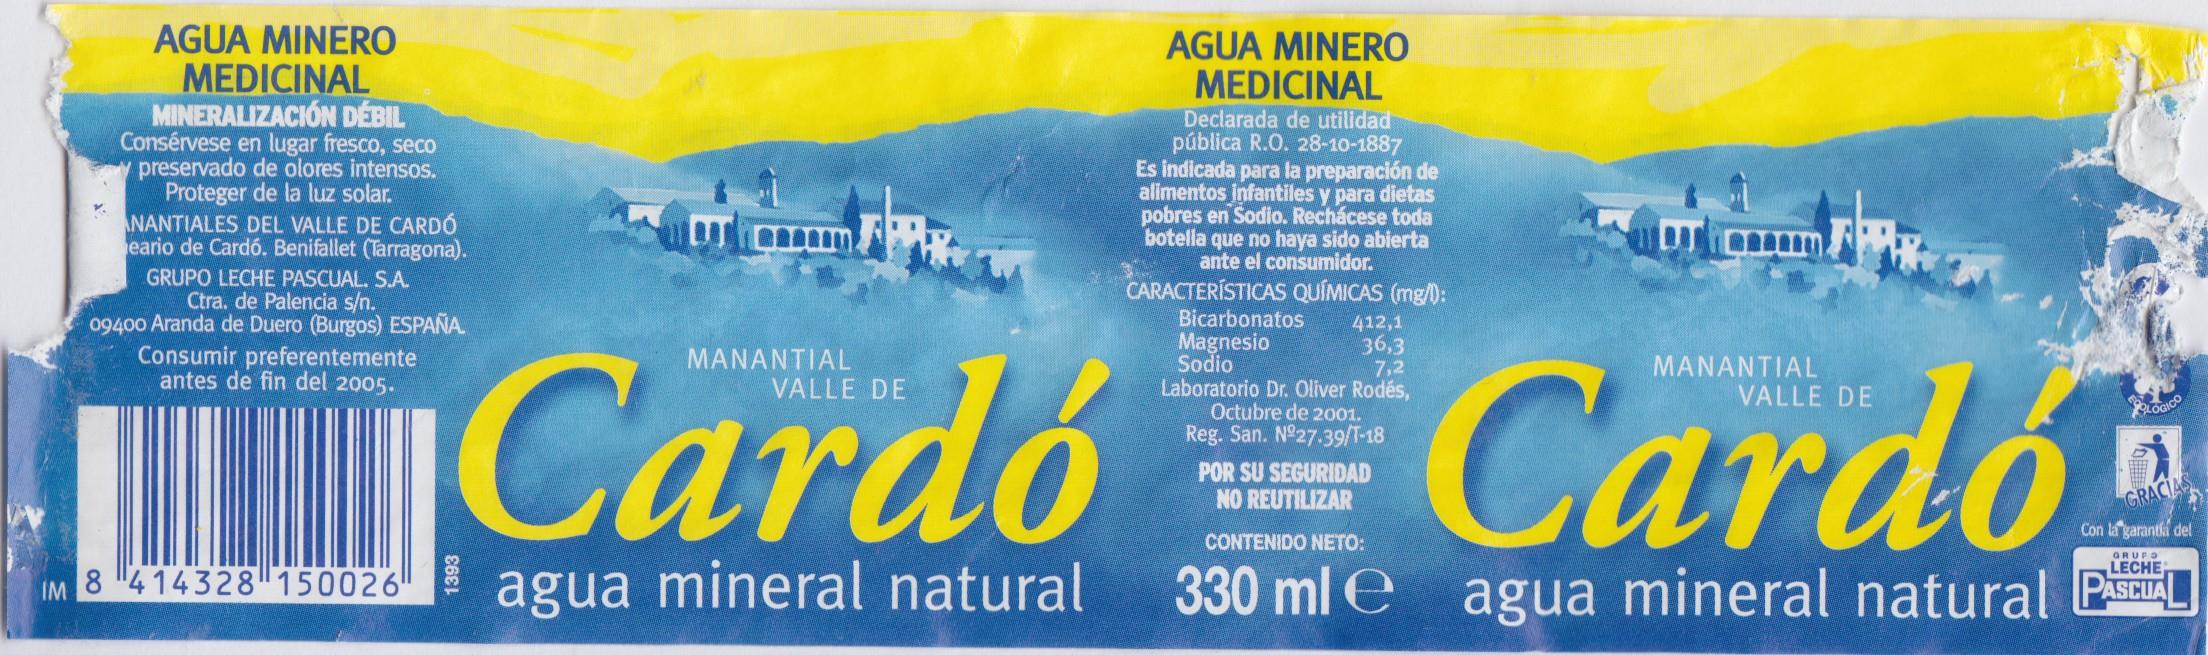 AGUA MINERO
MEDICINAL
MINERALIZACIÓN DÉBIL
Consérvese en lugar fresco, seco
y preservado de olores intensos.
Proteger de la luz solar.
DEL VALLE DE CARDÓ
de Cardó. Benifallet (Tarragona).
GRUPO LECHE PASCUAL. S.A.
Ctra. de Palencia s/n.
09400 Aranda de Duero (Burgos) ESPAÑA.
Consumir preferentemente
antes de fin del 2005.
IM 8 414328 150026
1393
MANANTIAL
VALLE DE
Cardó
agua mineral natural
AGUA MINERO
MEDICINAL
Declarada de utilidad
pública R.O. 28-10-1887
Es indicada para la preparación de
alimentos infantiles y para dietas
pobres en Sodio. Rechácese toda
botella que no haya sido abierta
ante el consumidor.
CARACTERÍSTICAS QUÍMICAS (mg/l):
Bicarbonatos 412,1
Magnesio 36,3
Sodio 7,2
Laboratorio Dr. Oliver Rodés,
Octubre de 2001.
Reg. San. Nº27.39/T-18
POR SU SEGURIDAD
NO REUTILIZAR
CONTENIDO NETO:
330 ml e
MANANTIAL
VALLE DE
Cardó
agua mineral natural
ECOLÓGICO
GRACIAS
Con la garantía del
GRUPO
LECHE
PASCUAL